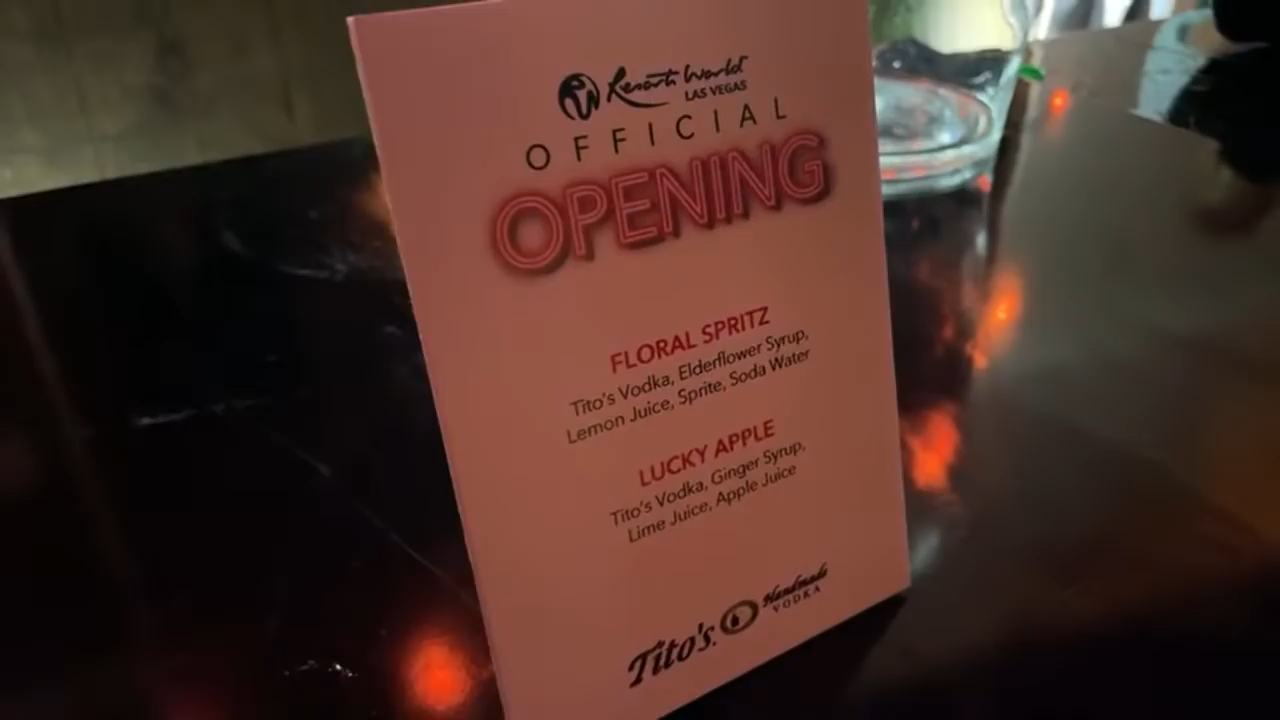 Resorts World
LAS VEGAS
OFFICIAL
OPENING
FLORAL SPRITZ
Tito's Vodka, Elderflower Syrup,
Lemon Juice, Sprite, Soda Water
LUCKY APPLE
Tito's Vodka, Ginger Syrup,
Lime Juice, Apple Juice
Tito's. Handmade
VODKA